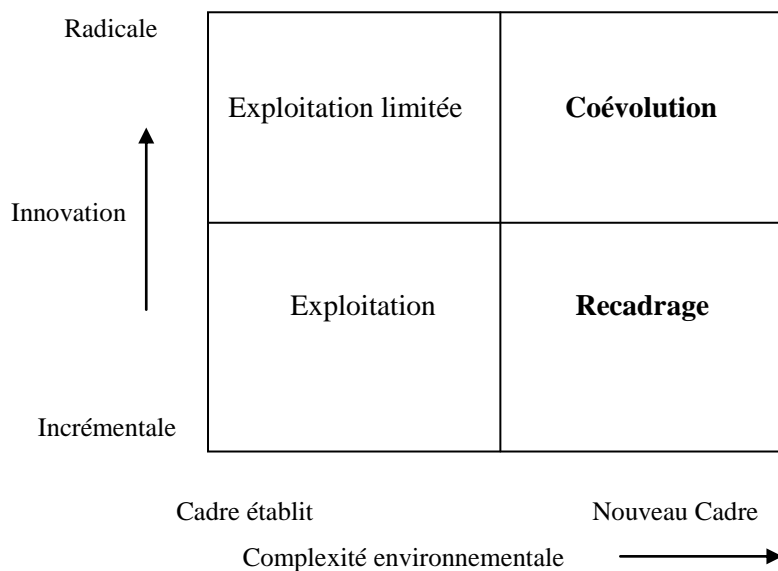 Radicale
Exploitation limitée
Coévolution
Innovation
Exploitation
Recadrage
Incrémentale
Cadre établit
Nouveau Cadre
Complexité environnementale